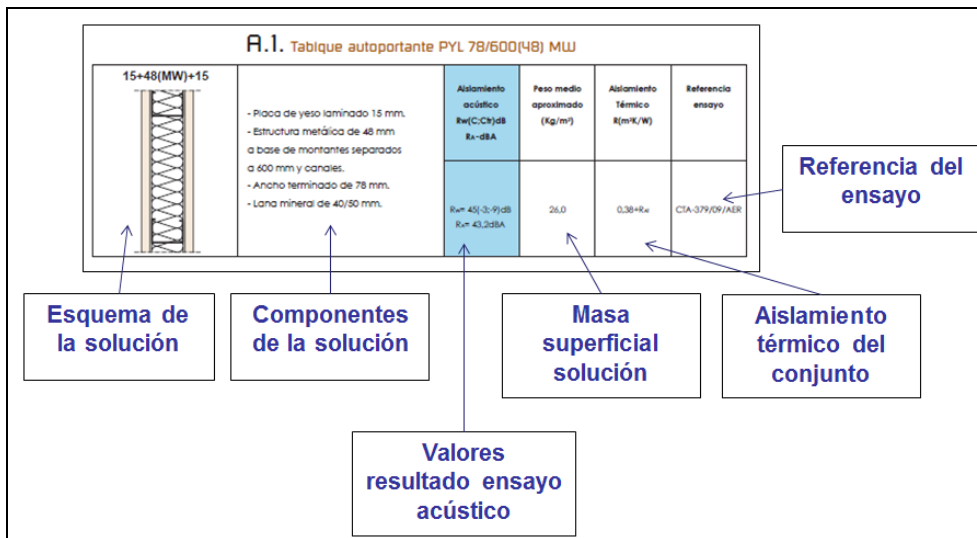 A.1. Tabique autoportante PYL 78/600(48) MW
15+48(MW)+15
- Placa de yeso laminado 15 mm.
- Estructura metálica de 48 mm
a base de montantes separados
a 600 mm y canales.
- Ancho terminado de 78 mm.
- Lana mineral de 40/50 mm.
Aislamiento
acústico
Rw(C;Ctr)dB
RA-dBA
Peso medio
aproximado
(Kg/m²)
Aislamiento
Térmico
R(m²K/W)
Referencia
ensayo
Rw= 45(-3;-9)dB
RA= 43,2dBA
26,0
0,38+RAI
CTA-379/09/AER
Referencia del
ensayo
Esquema de
la solución
Componentes
de la solución
Masa
superficial
solución
Aislamiento
térmico del
conjunto
Valores
resultado ensayo
acústico